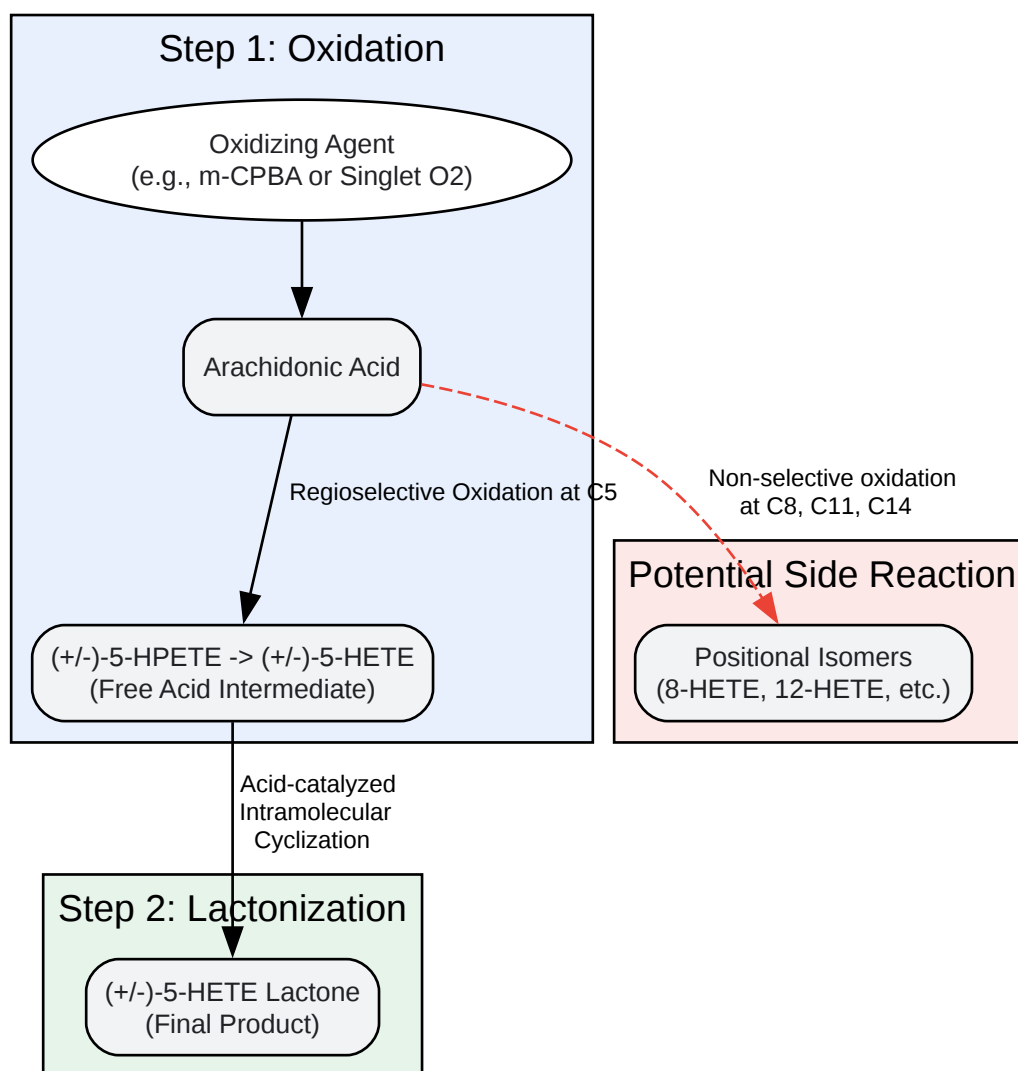 Step 1: Oxidation
Oxidizing Agent
(e.g., m-CPBA or Singlet O2)
Arachidonic Acid
Regioselective Oxidation at C5
Non-selective oxidation
at C8, C11, C14
Potential Side Reaction
(+/-)-5-HPETE -> (+/-)-5-HETE
(Free Acid Intermediate)
Positional Isomers
(8-HETE, 12-HETE, etc.)
Acid-catalyzed
Intramolecular
Cyclization
Step 2: Lactonization
(+/-)-5-HETE Lactone
(Final Product)